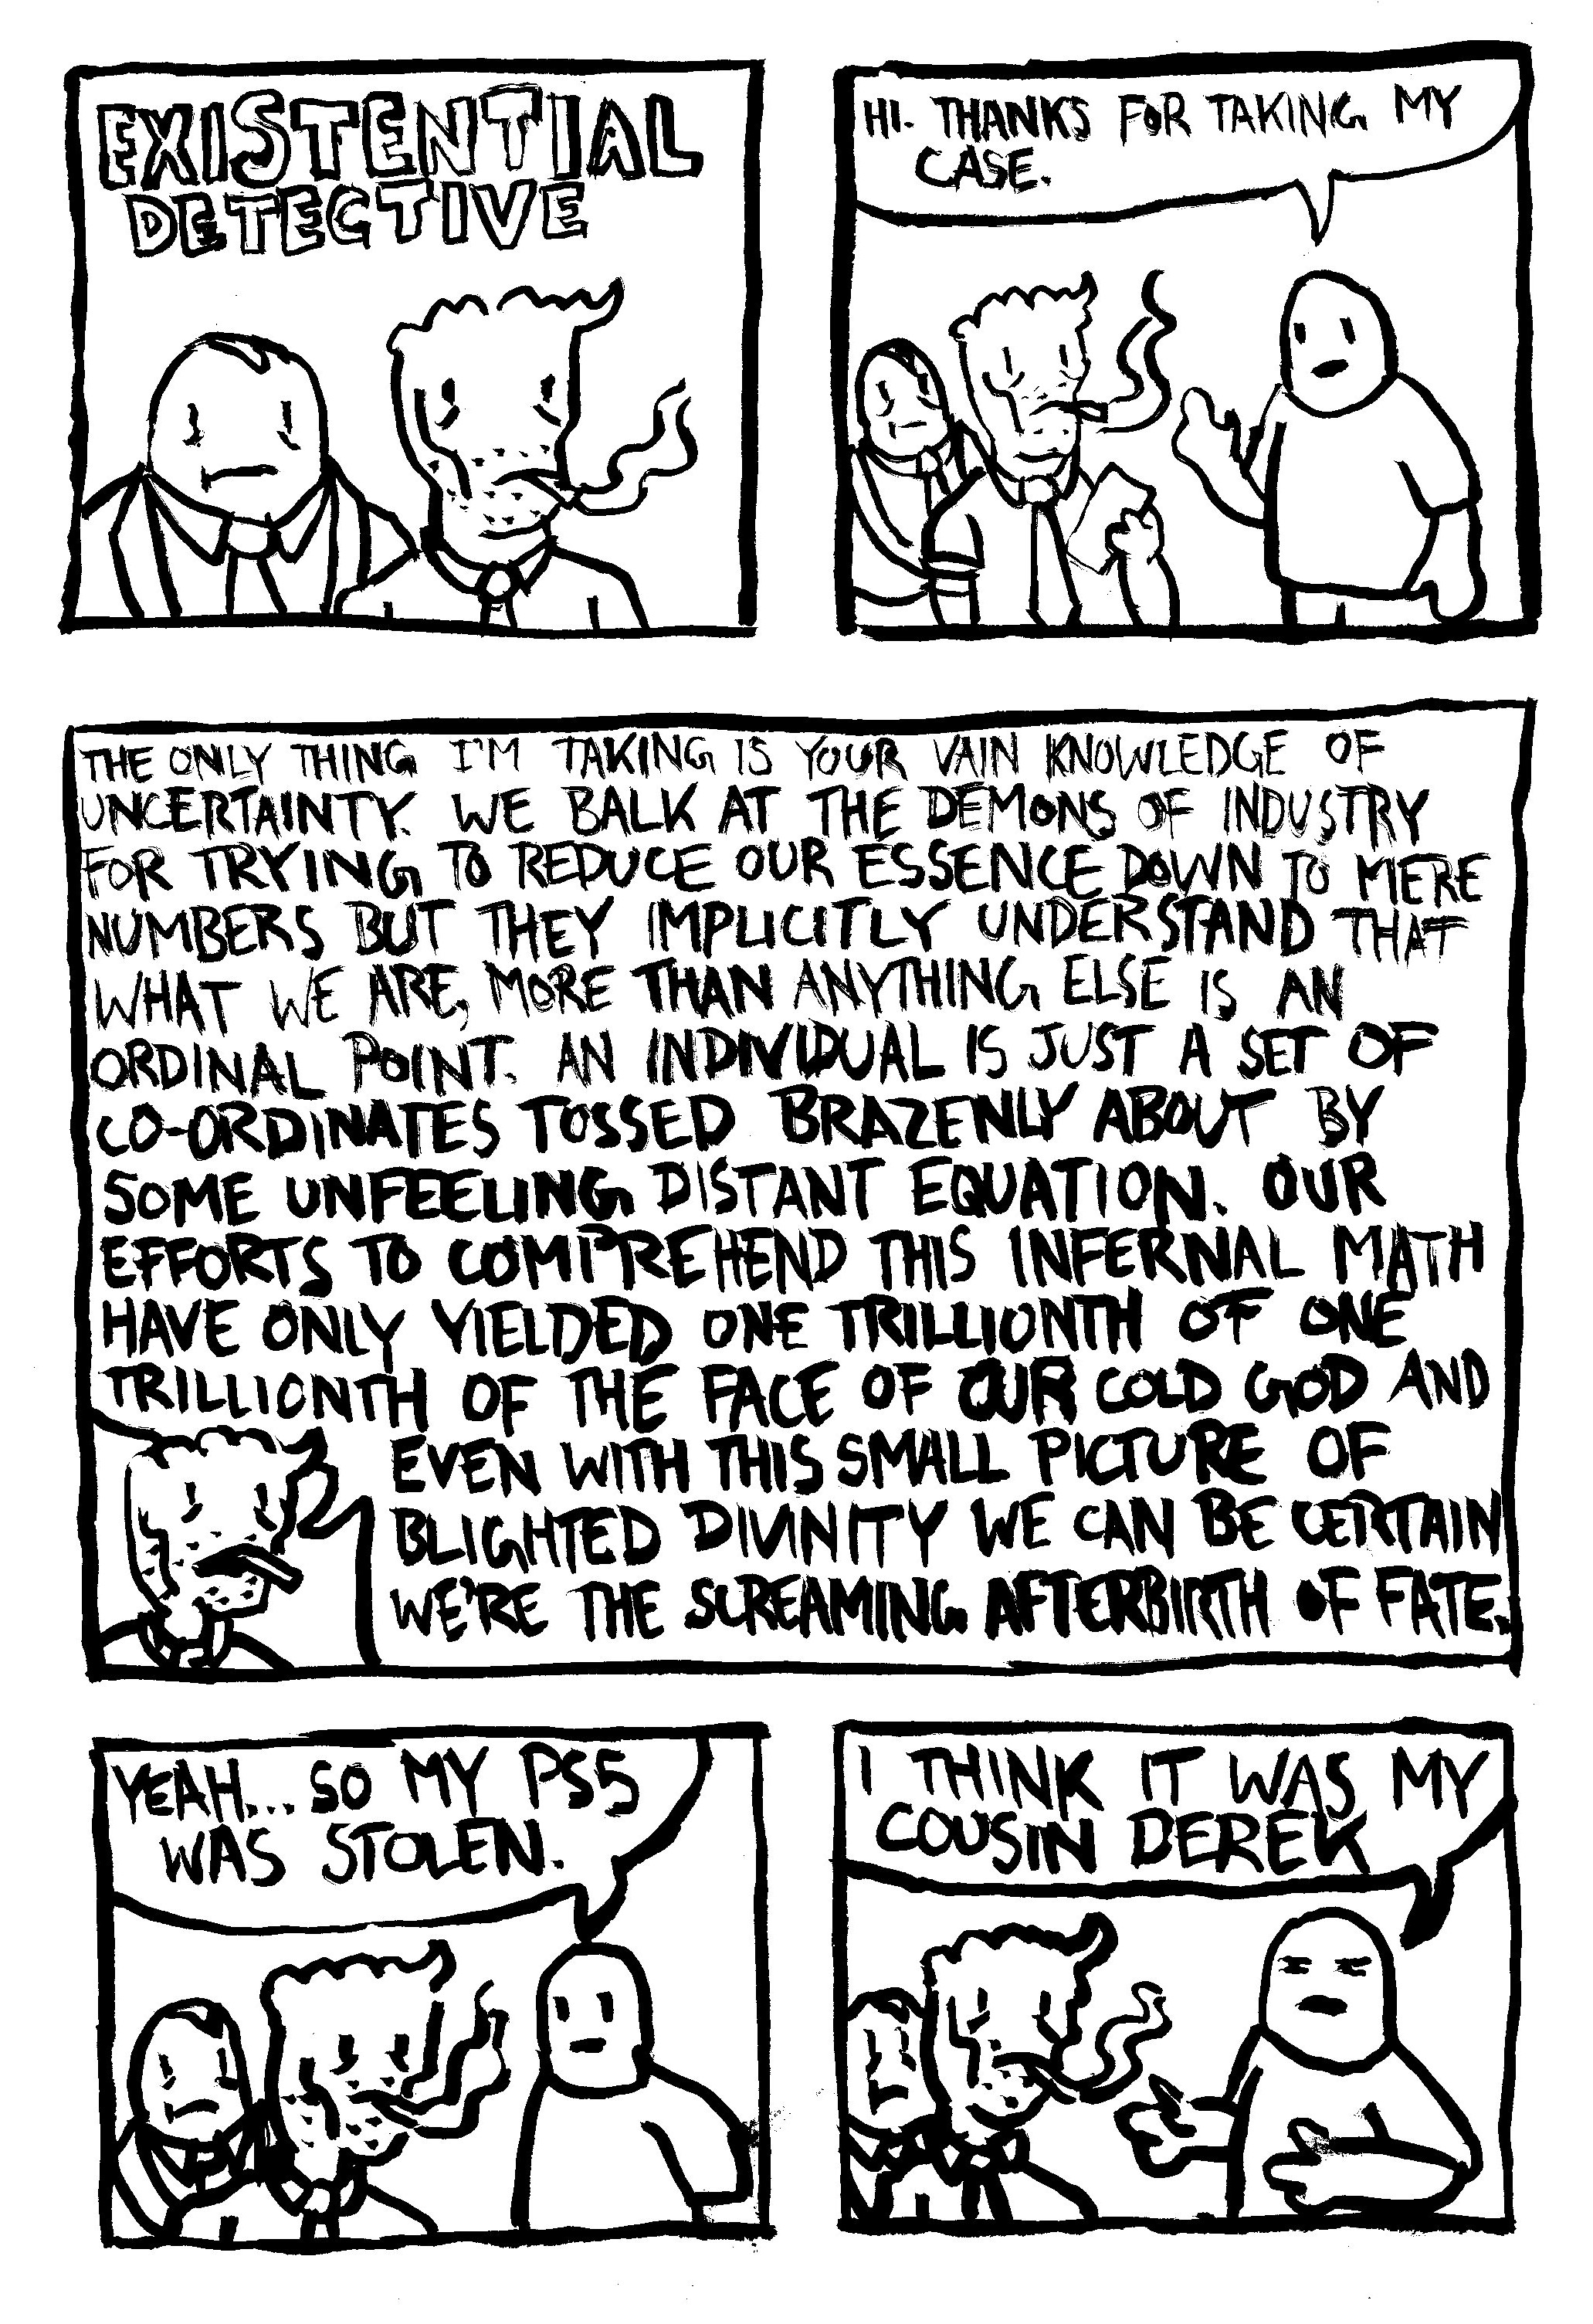 EXISTENTIAL
DETECTIVE
HI. THANKS FOR TAKING MY
CASE.
THE ONLY THING I'M TAKING IS YOUR VAIN KNOWLEDGE OF
UNCERTAINTY. WE BALK AT THE DEMONS OF INDUSTRY
FOR TRYING TO REDUCE OUR ESSENCE DOWN TO MERE
NUMBERS BUT THEY IMPLICITLY UNDERSTAND THAT
WHAT WE ARE, MORE THAN ANYTHING ELSE IS AN
ORDINAL POINT. AN INDIVIDUAL IS JUST A SET OF
CO-ORDINATES TOSSED BRAZENLY ABOUT BY
SOME UNFEELING DISTANT EQUATION. OUR
EFFORTS TO COMPREHEND THIS INFERNAL MATH
HAVE ONLY YIELDED ONE TRILLIONTH OF ONE
TRILLIONTH OF THE FACE OF OUR COLD GOD AND
EVEN WITH THIS SMALL PICTURE OF
BLIGHTED DIVINITY WE CAN BE CERTAIN
WE'RE THE SCREAMING AFTERBIRTH OF FATE.
YEAH... SO MY PS5
WAS STOLEN.
I THINK IT WAS MY
COUSIN DEREK